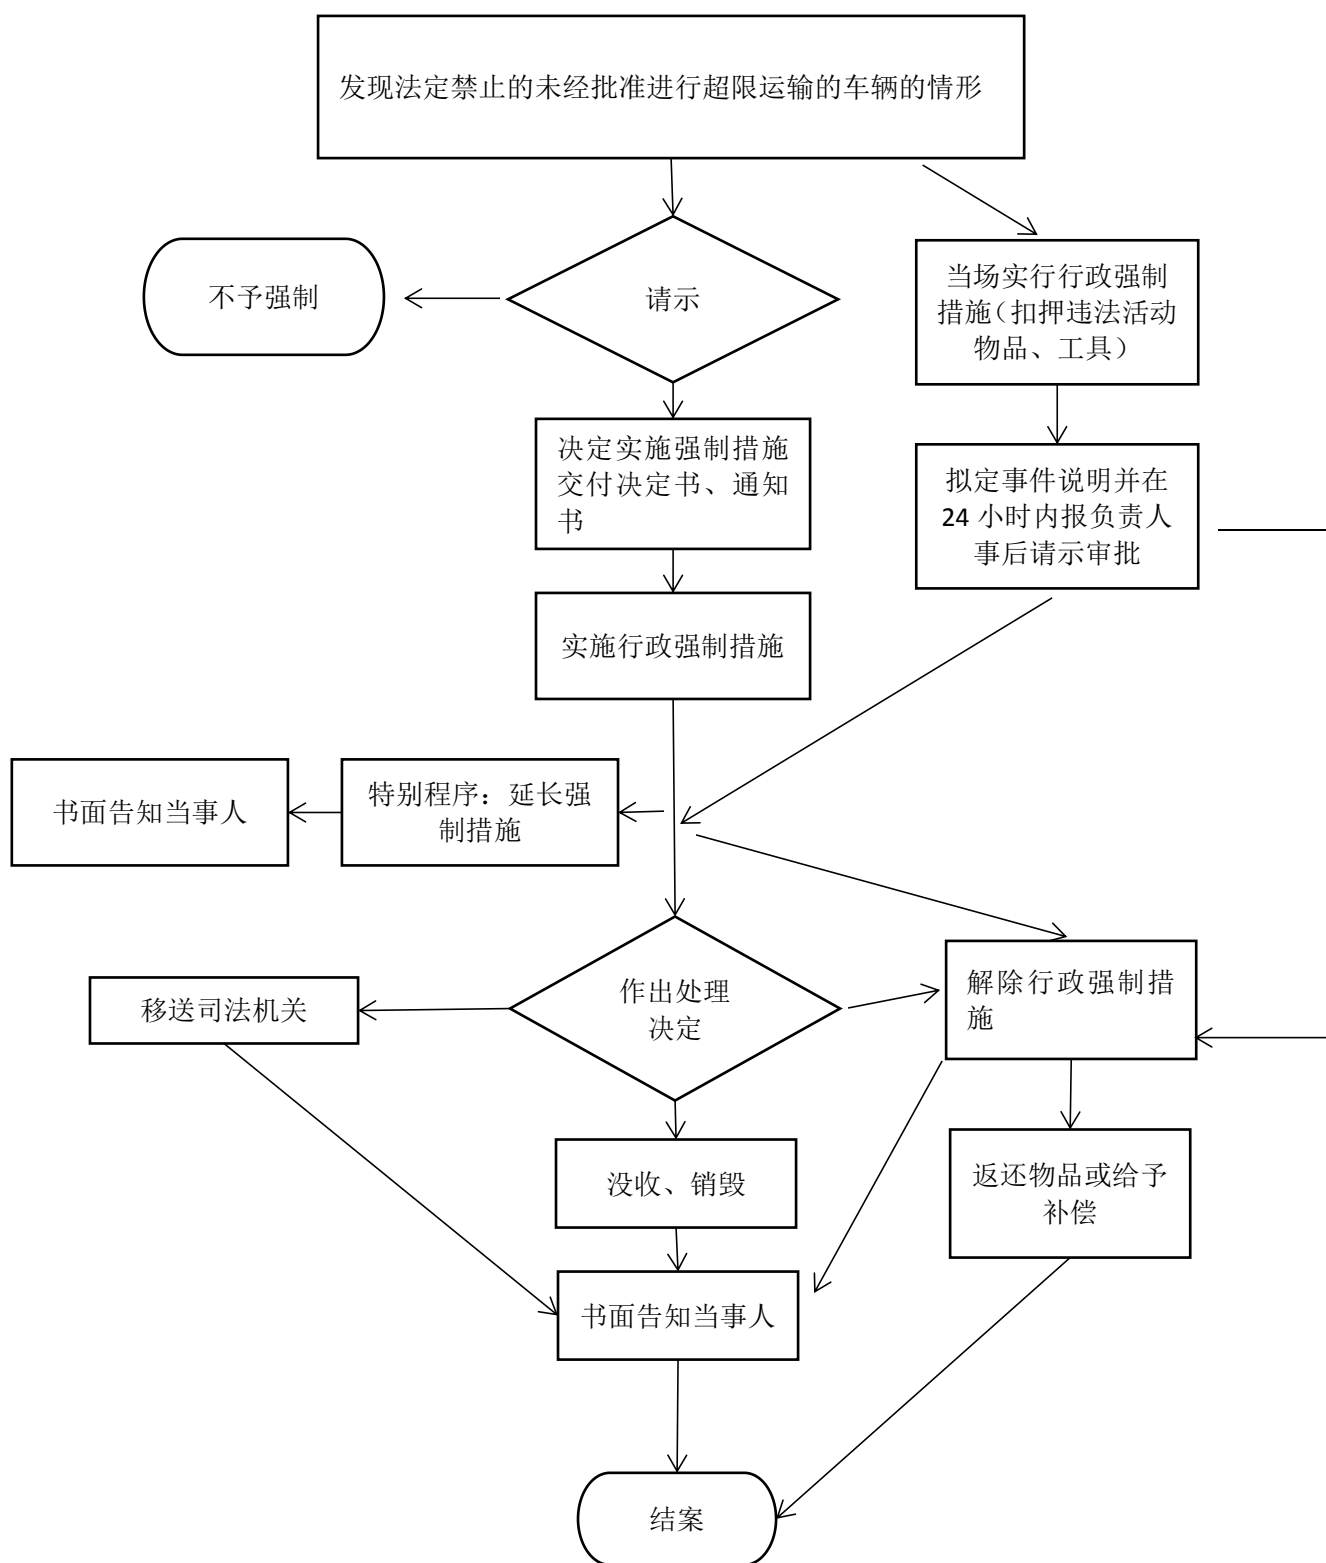 发现法定禁止的未经批准进行超限运输的车辆的情形
不予强制
请示
当场实行行政强制
措施（扣押违法活动
物品、工具）
决定实施强制措施
交付决定书、通知
书
拟定事件说明并在
24 小时内报负责人
事后请示审批
实施行政强制措施
书面告知当事人
特别程序：延长强
制措施
移送司法机关
作出处理
决定
解除行政强制措
施
没收、销毁
返还物品或给予
补偿
书面告知当事人
结案